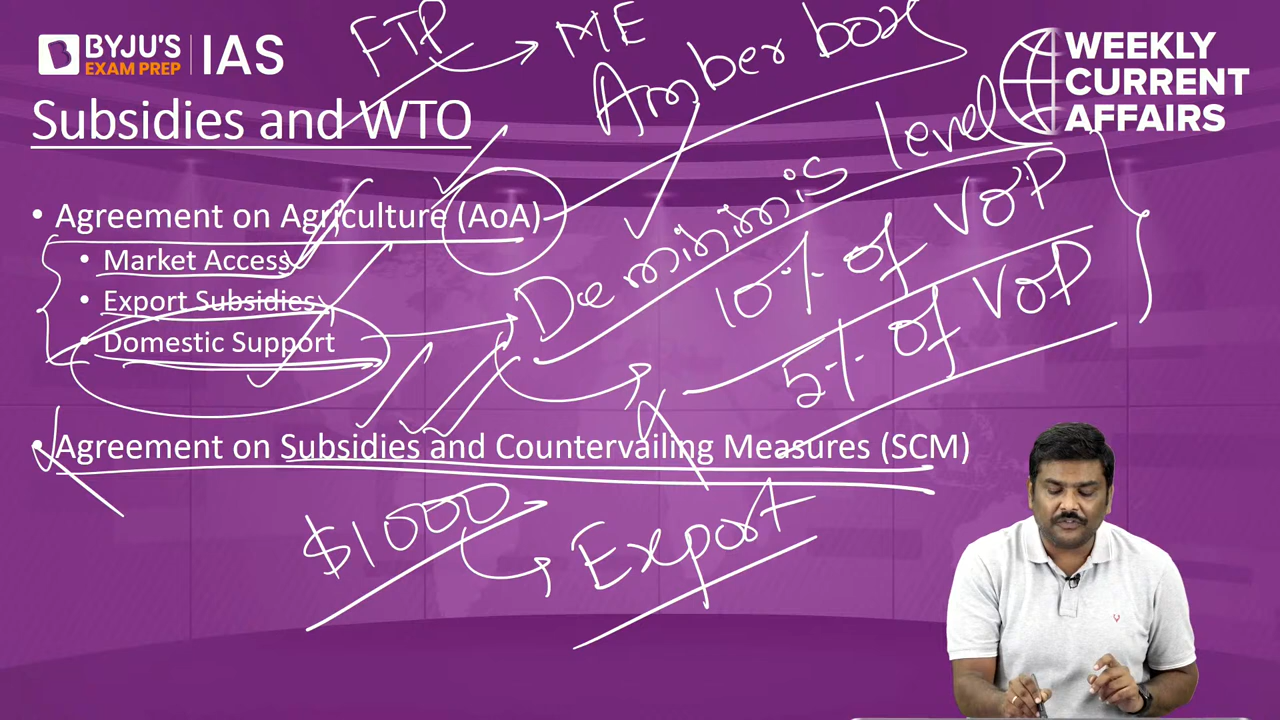 BYJU'S
EXAM PREP
IAS
FTP
ME
Amber box
WEEKLY
CURRENT
AFFAIRS
Subsidies and WTO
• Agreement on Agriculture (AoA)
• Market Access
• Export Subsidies
• Domestic Support
De minimis level
10% of VOP
5% of VOP
• Agreement on Subsidies and Countervailing Measures (SCM)
$1000
Export